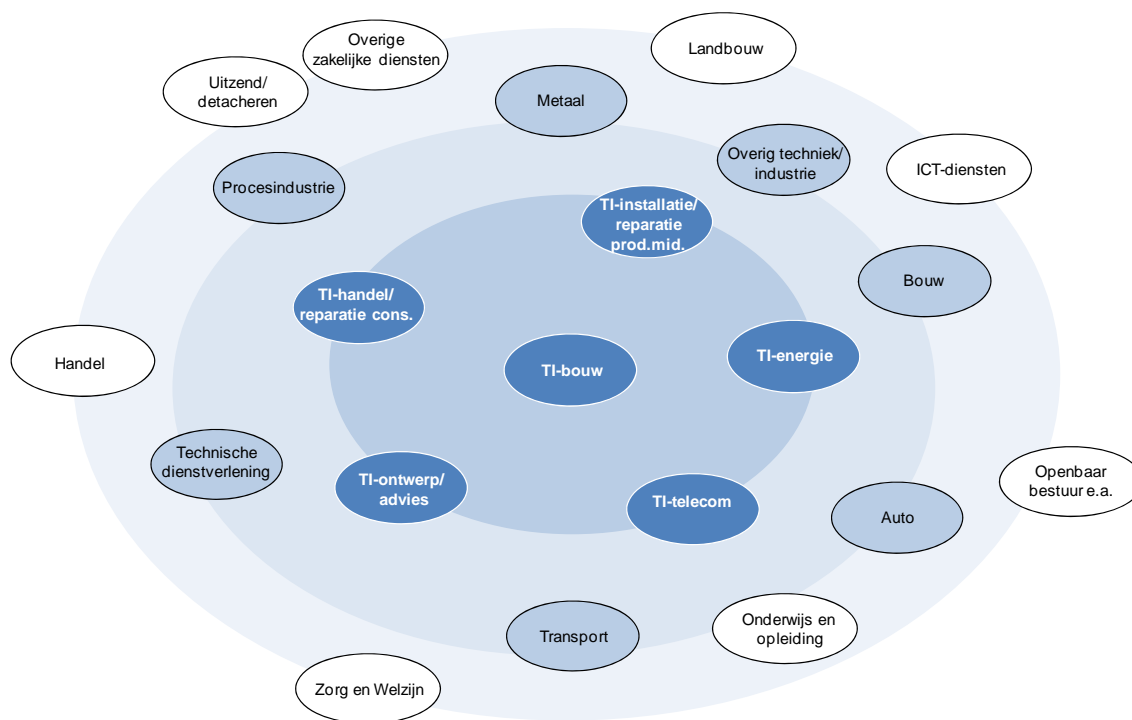 Overige
zakelijke diensten
Landbouw
Uitzend/
detacheren
Metaal
Overig techniek/
industrie
ICT-diensten
Procesindustrie
TI-installatie/
reparatie
prod.mid.
Bouw
TI-handel/
reparatie cons.
TI-energie
Handel
TI-bouw
Technische
dienstverlening
Openbaar
bestuur e.a.
TI-ontwerp/
advies
TI-telecom
Auto
Onderwijs en
opleiding
Transport
Zorg en Welzijn